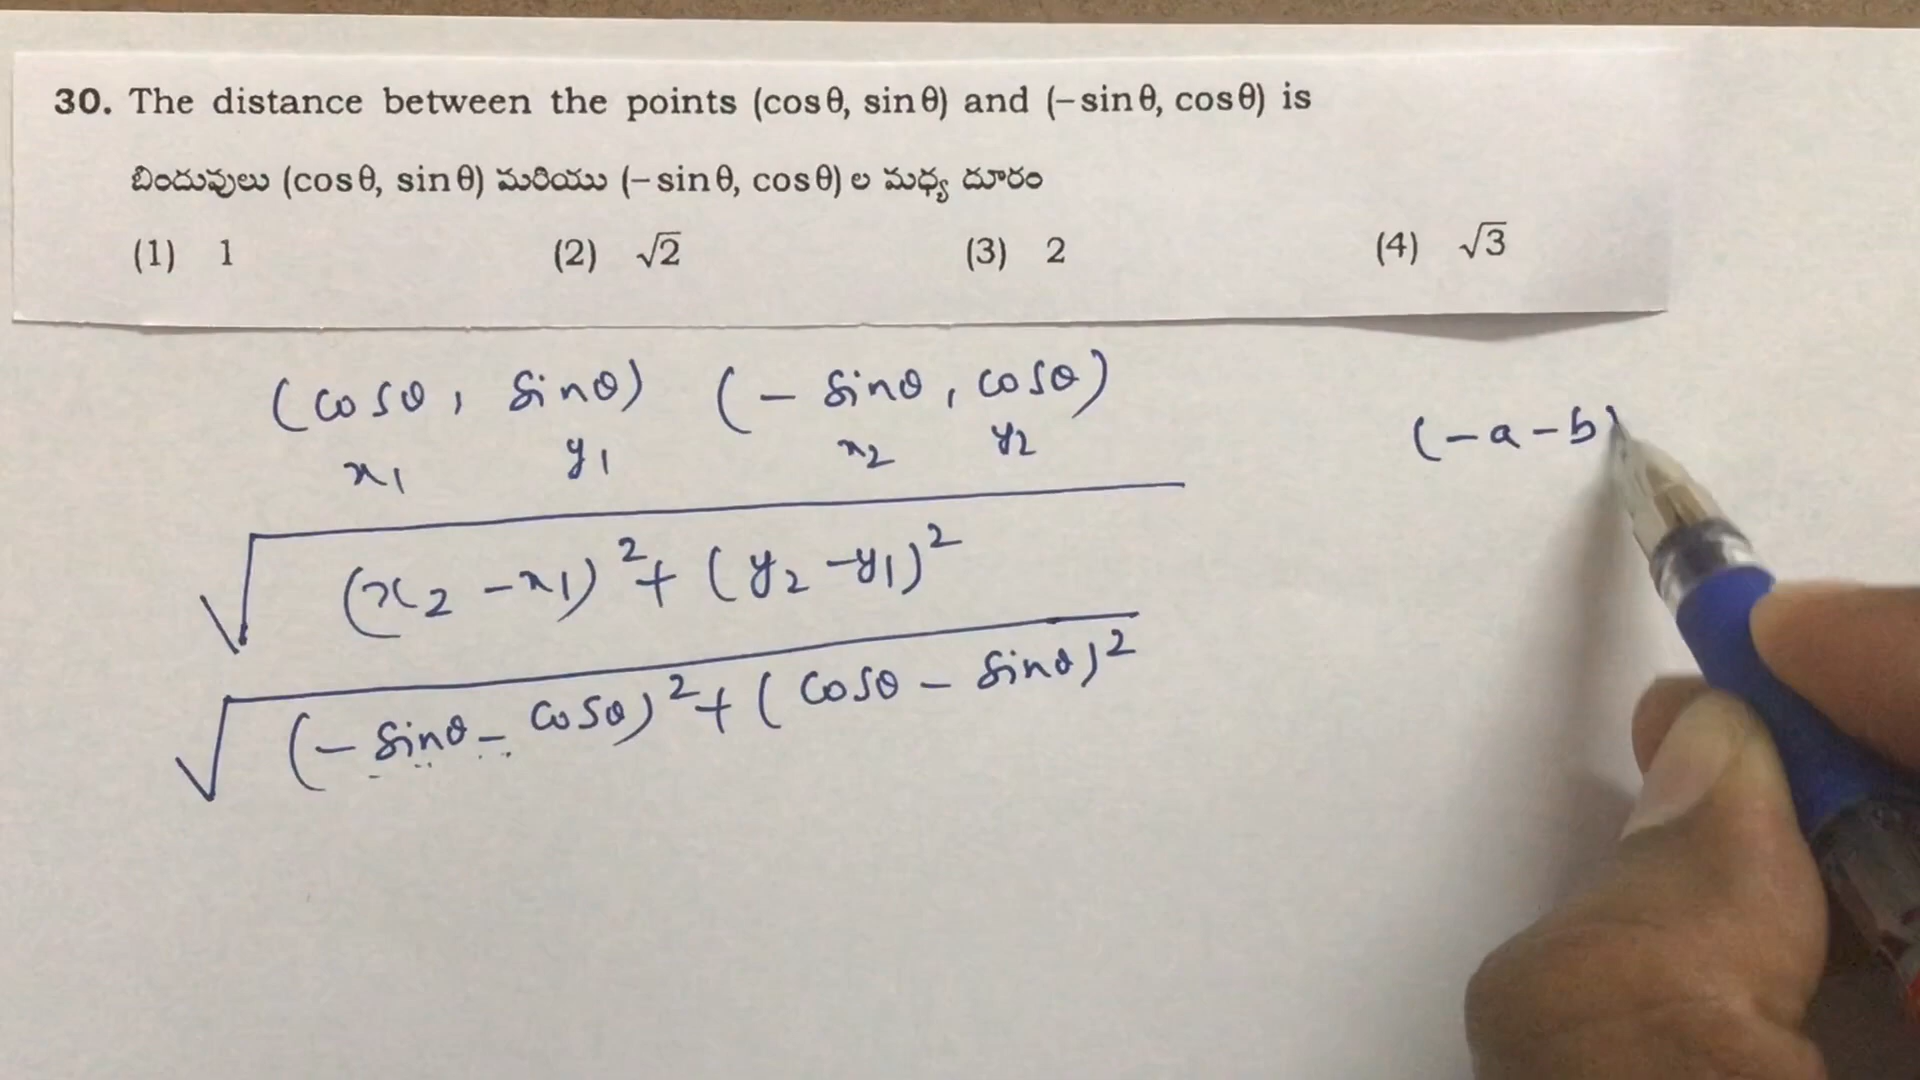 30. The distance between the points (cosθ, sinθ) and (−sinθ, cosθ) is
బిందువులు (cosθ, sinθ) మరియు (−sinθ, cosθ) ల మధ్య దూరం
(1) 1 (2) √2 (3) 2 (4) √3
(cosθ, sinθ) (− sinθ, cosθ)
x₁ y₁ x₂ y₂
(−a−b)
√(x₂ − x₁)² + (y₂ − y₁)²
√(− sinθ − cosθ)² + (cosθ − sinθ)²